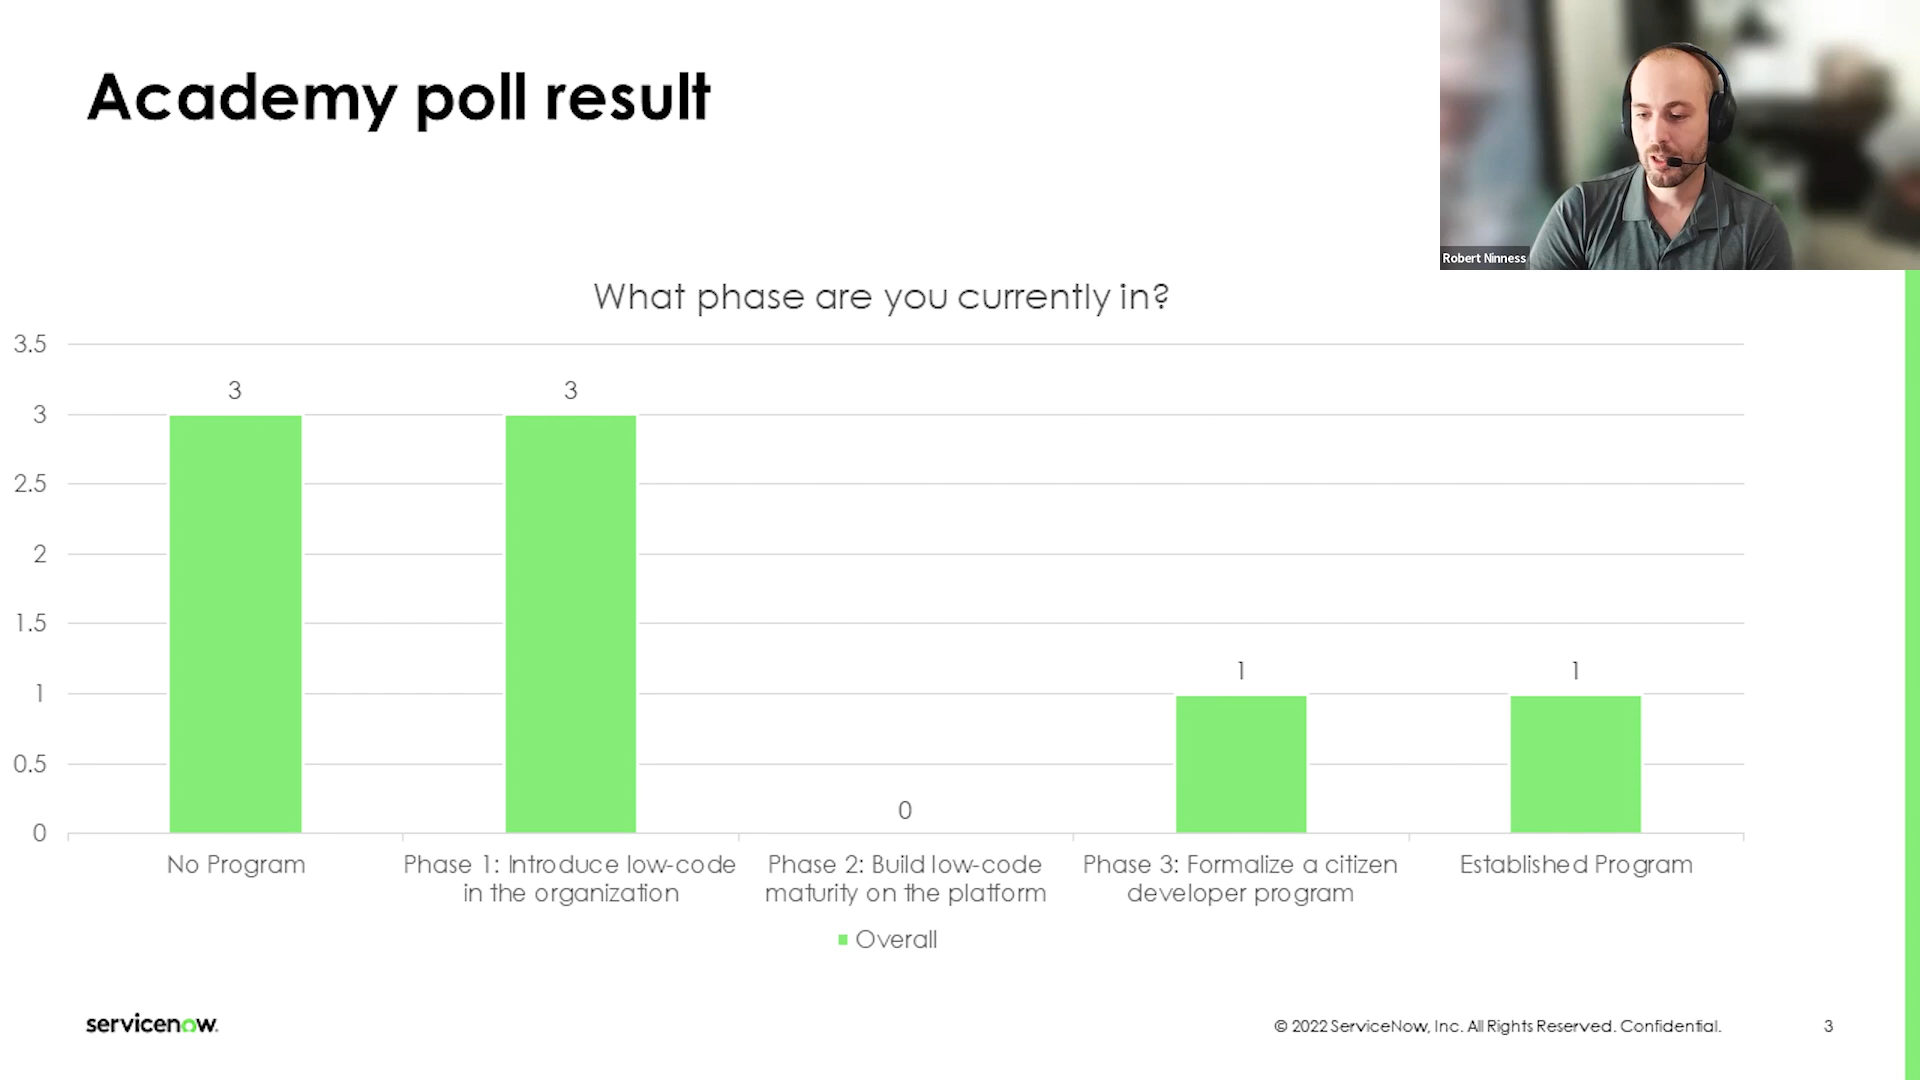 Academy poll result
Robert Ninness
What phase are you currently in?
3.5
3
2.5
2
1.5
1
0.5
0
3
3
0
1
1
No Program
Phase 1: Introduce low-code
in the organization
Phase 2: Build low-code
maturity on the platform
Phase 3: Formalize a citizen
developer program
Established Program
Overall
servicenow.
© 2022 ServiceNow, Inc. All Rights Reserved. Confidential.
3